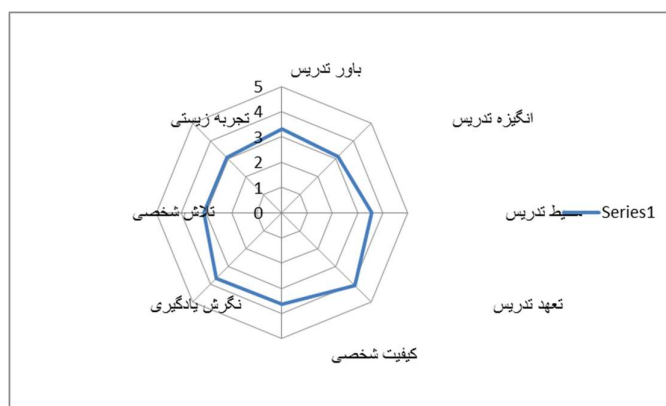 باور تدریس
انگیزه تدریس
محیط تدریس
Series1
تعهد تدریس
کیفیت شخصی
نگرش یادگیری
تلاش شخصی
تجربه زیستی
5
4
3
2
1
0